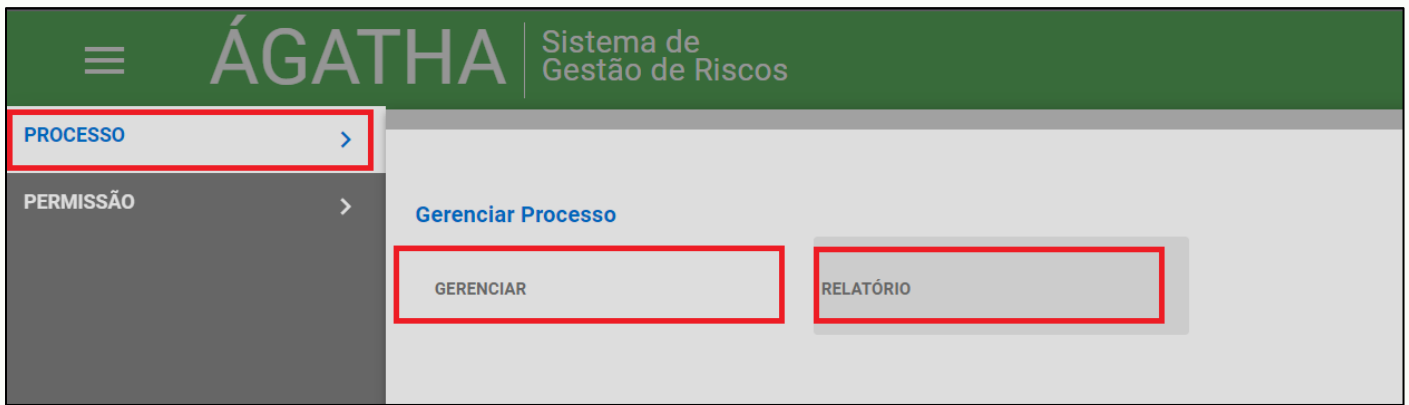 ÁGATHA
Sistema de
Gestão de Riscos
PROCESSO
PERMISSÃO
Gerenciar Processo
GERENCIAR
RELATÓRIO